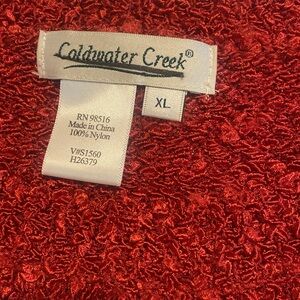 Coldwater Creek®
XL
RN 98516
Made in China
100% Nylon
V#S1560
H26379